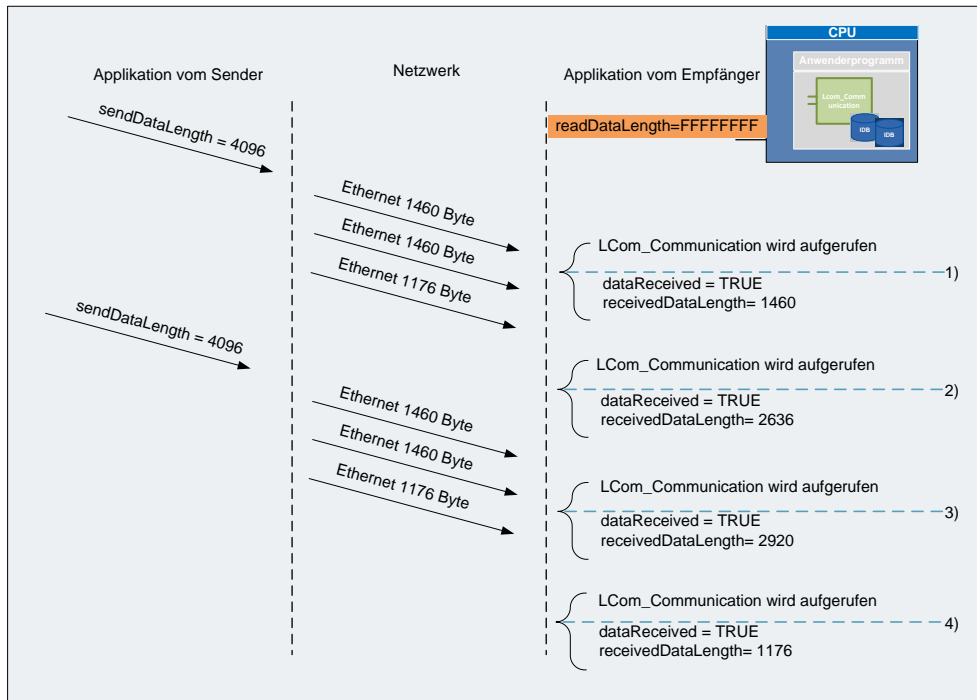 CPU
Anwenderprogramm
Lcom_Comm
unication
IDB
IDB
Applikation vom Sender
Netzwerk
Applikation vom Empfänger
sendDataLength = 4096
readDataLength=FFFFFFFF
Ethernet 1460 Byte
Ethernet 1460 Byte
Ethernet 1176 Byte
LCom_Communication wird aufgerufen
1)
dataReceived = TRUE
receivedDataLength= 1460
sendDataLength = 4096
LCom_Communication wird aufgerufen
2)
dataReceived = TRUE
receivedDataLength= 2636
Ethernet 1460 Byte
Ethernet 1460 Byte
Ethernet 1176 Byte
LCom_Communication wird aufgerufen
3)
dataReceived = TRUE
receivedDataLength= 2920
LCom_Communication wird aufgerufen
4)
dataReceived = TRUE
receivedDataLength= 1176